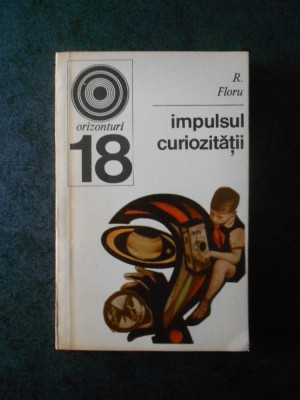 orizonturi
18
R.
Floru
impulsul
curiozității